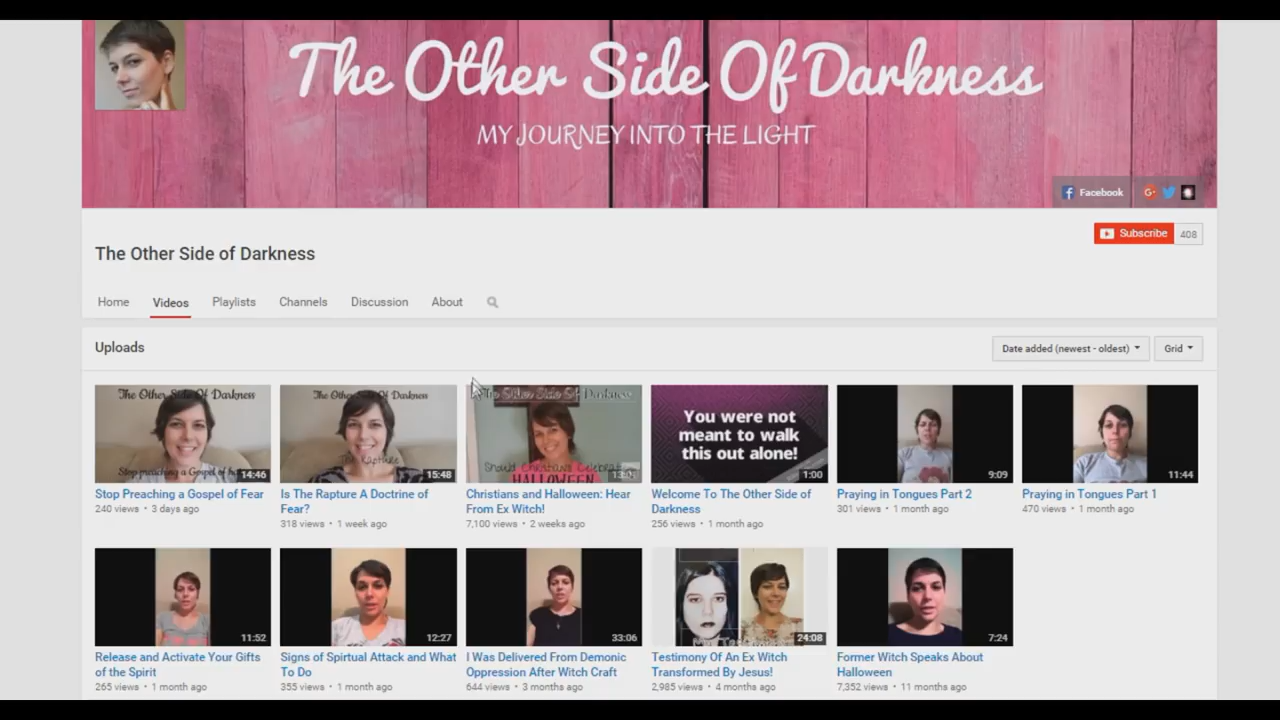 The Other Side Of Darkness
MY JOURNEY INTO THE LIGHT
Facebook
Subscribe 408
The Other Side of Darkness
Home Videos Playlists Channels Discussion About
Uploads
Date added (newest - oldest) Grid
The Other Side Of Darkness
Stop preaching a Gospel of
14:46
The Other Side Of Darkness
The Rapture
15:48
The Other Side Of Darkness
Should Christians Celebrate
HALLOWEEN
You were not
meant to walk
this out alone!
1:00
9:09
11:44
Stop Preaching a Gospel of Fear
240 views • 3 days ago
Is The Rapture A Doctrine of
Fear?
318 views • 1 week ago
Christians and Halloween: Hear
From Ex Witch!
7,100 views • 2 weeks ago
Welcome To The Other Side of
Darkness
256 views • 1 month ago
Praying in Tongues Part 2
301 views • 1 month ago
Praying in Tongues Part 1
470 views • 1 month ago
11:52
12:27
33:06
24:08
7:24
Release and Activate Your Gifts
of the Spirit
265 views • 1 month ago
Signs of Spirtual Attack and What
To Do
355 views • 1 month ago
I Was Delivered From Demonic
Oppression After Witch Craft
644 views • 3 months ago
Testimony Of An Ex Witch
Transformed By Jesus!
2,985 views • 4 months ago
Former Witch Speaks About
Halloween
7,352 views • 11 months ago